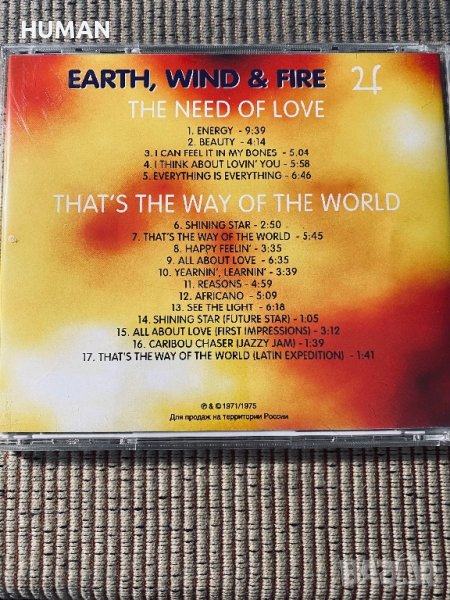 HUMAN
EARTH, WIND & FIRE
THE NEED OF LOVE
1. ENERGY - 9:39
2. BEAUTY - 4:14
3. I CAN FEEL IT IN MY BONES - 5.04
4. I THINK ABOUT LOVIN' YOU - 5:58
5. EVERYTHING IS EVERYTHING - 6:46
THAT'S THE WAY OF THE WORLD
6. SHINING STAR - 2:50
7. THAT'S THE WAY OF THE WORLD - 5:45
8. HAPPY FEELIN' - 3:35
9. ALL ABOUT LOVE - 6:35
10. YEARNIN', LEARNIN' - 3:39
11. REASONS - 4:59
12. AFRICANO - 5:09
13. SEE THE LIGHT - 6:18
14. SHINING STAR (FUTURE STAR) - 1:05
15. ALL ABOUT LOVE (FIRST IMPRESSIONS) - 3:12
16. CARIBOU CHASER (JAZZY JAM) - 1:39
17. THAT'S THE WAY OF THE WORLD (LATIN EXPEDITION) - 1:41
℗ & © 1971/1975
Для продаж на территории России